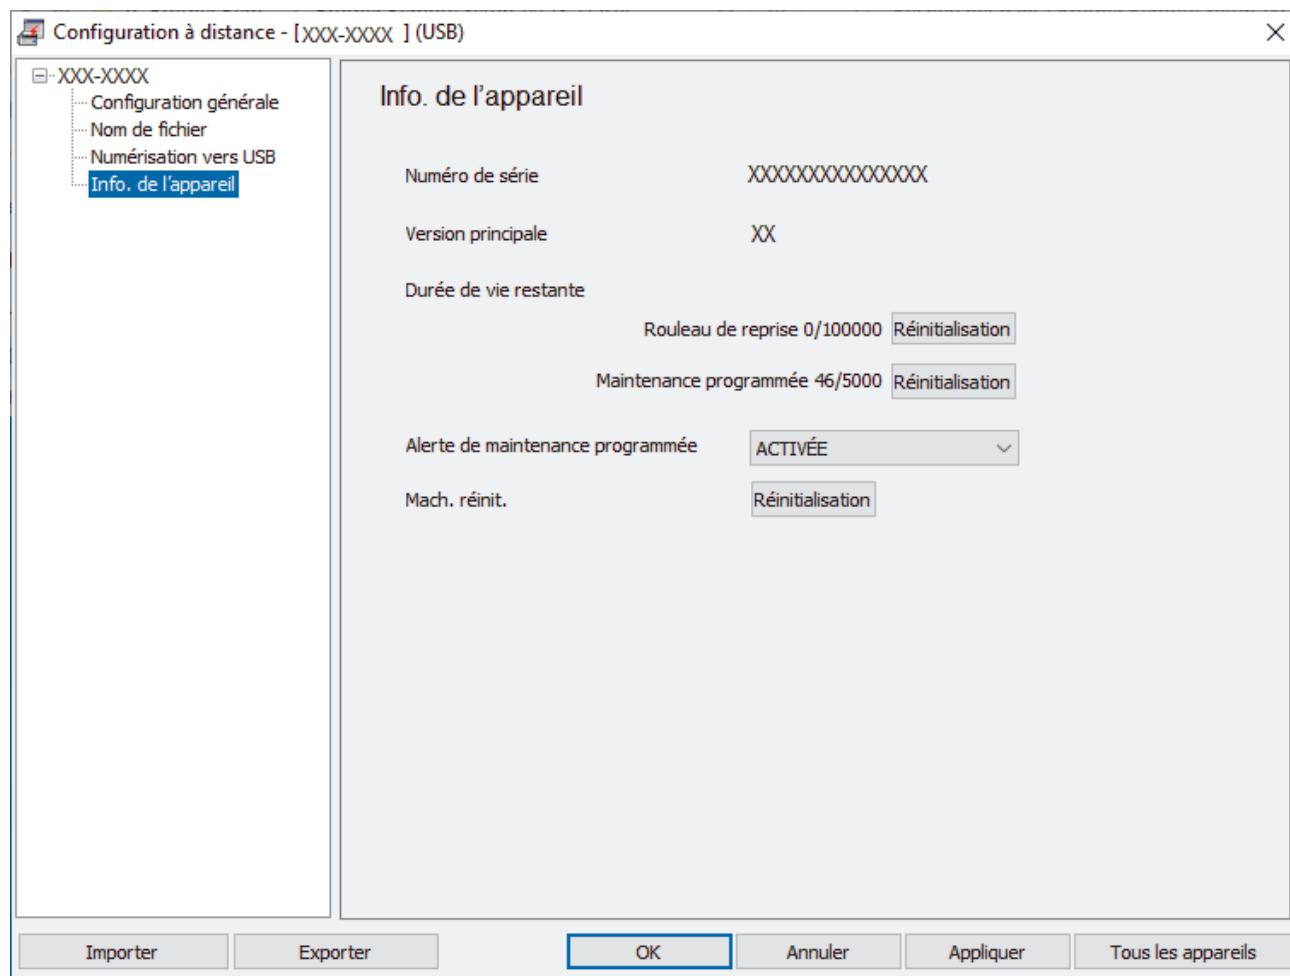 Configuration à distance - [ XXX-XXXX ] (USB)
XXX-XXXX
Configuration générale
Nom de fichier
Numérisation vers USB
Info. de l'appareil
Info. de l'appareil
Numéro de série XXXXXXXXXXXXXXX
Version principale XX
Durée de vie restante
Rouleau de reprise 0/100000 Réinitialisation
Maintenance programmée 46/5000 Réinitialisation
Alerte de maintenance programmée ACTIVÉE
Mach. réinit. Réinitialisation
Importer Exporter OK Annuler Appliquer Tous les appareils